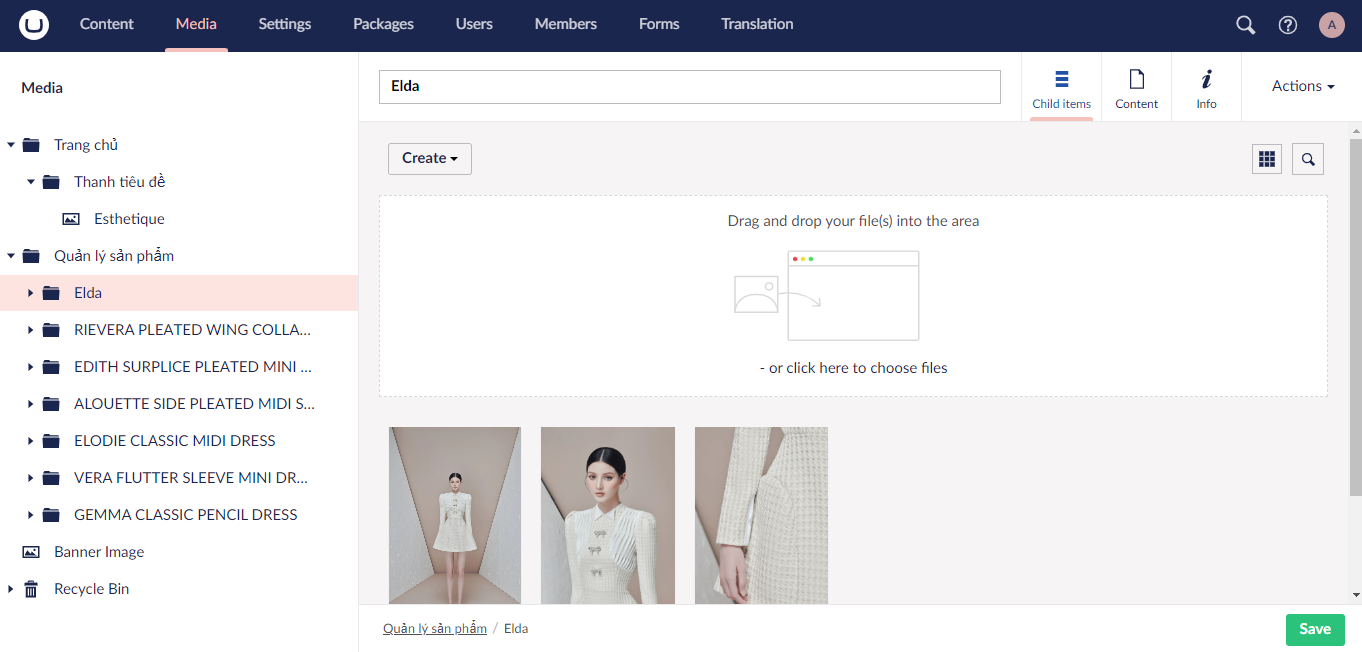 Content Media Settings Packages Users Members Forms Translation A
Media
Elda
Child items
Content
Info
Actions
Trang chủ
Thanh tiêu đề
Esthetique
Quản lý sản phẩm
Elda
RIEVERA PLEATED WING COLLA...
EDITH SURPLICE PLEATED MINI ...
ALOUETTE SIDE PLEATED MIDI S...
ELODIE CLASSIC MIDI DRESS
VERA FLUTTER SLEEVE MINI DR...
GEMMA CLASSIC PENCIL DRESS
Banner Image
Recycle Bin
Create
Drag and drop your file(s) into the area
- or click here to choose files
Quản lý sản phẩm / Elda
Save